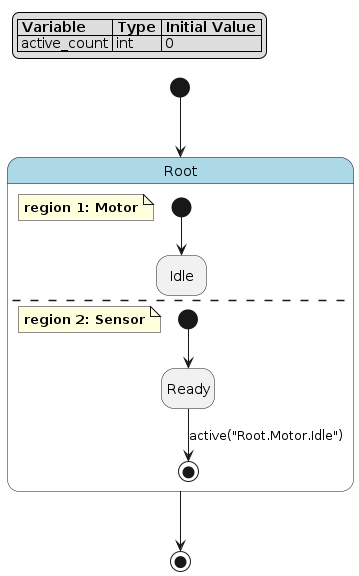 Variable Type Initial Value
active_count int 0
Root
region 1: Motor
Idle
region 2: Sensor
Ready
active("Root.Motor.Idle")